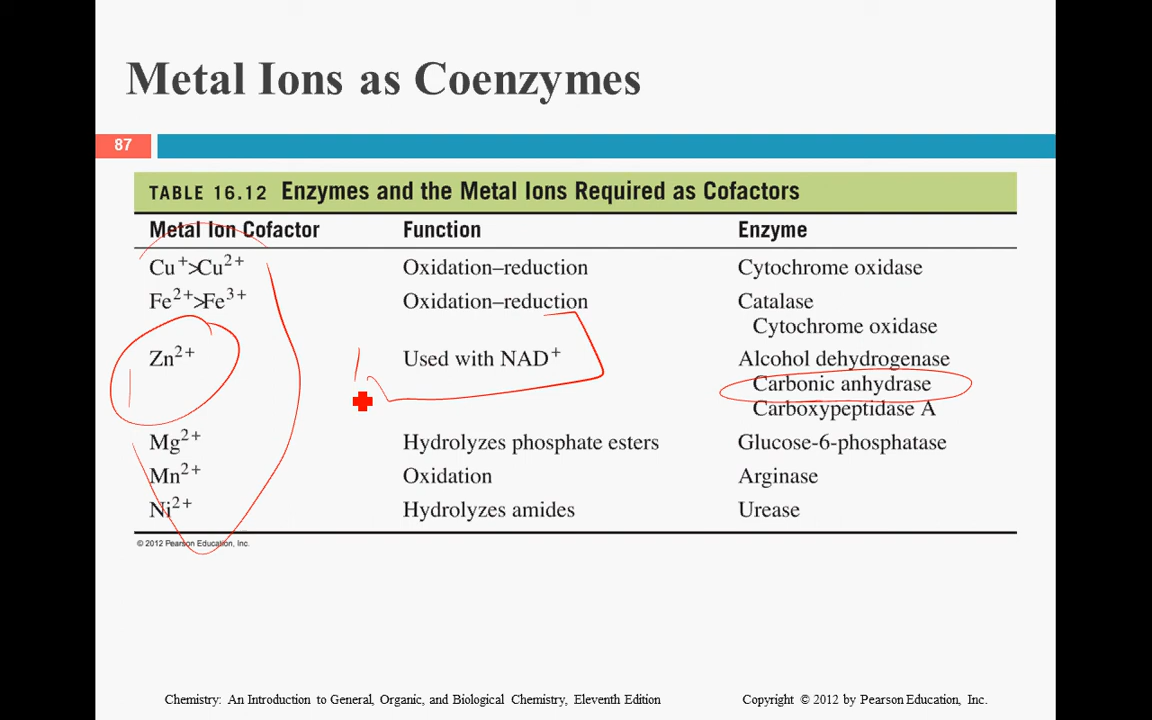 Metal Ions as Coenzymes
87
TABLE 16.12 Enzymes and the Metal Ions Required as Cofactors
Metal Ion Cofactor Function Enzyme
Cu⁺>Cu²⁺ Oxidation–reduction Cytochrome oxidase
Fe²⁺>Fe³⁺ Oxidation–reduction Catalase
Cytochrome oxidase
Zn²⁺ Used with NAD⁺ Alcohol dehydrogenase
Carbonic anhydrase
Carboxypeptidase A
Mg²⁺ Hydrolyzes phosphate esters Glucose-6-phosphatase
Mn²⁺ Oxidation Arginase
Ni²⁺ Hydrolyzes amides Urease
© 2012 Pearson Education, Inc.
Chemistry: An Introduction to General, Organic, and Biological Chemistry, Eleventh Edition Copyright © 2012 by Pearson Education, Inc.